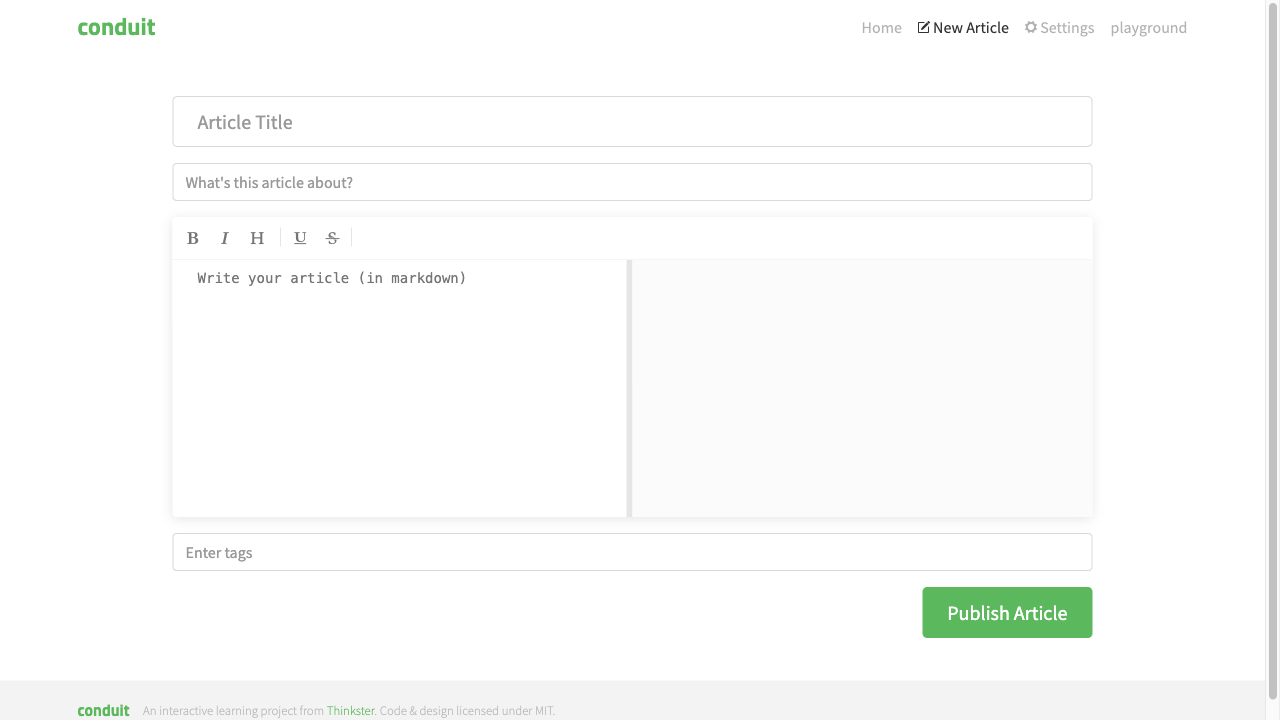 conduit
Home New Article Settings playground
Article Title
What's this article about?
B I H U S
Write your article (in markdown)
Enter tags
Publish Article
conduit An interactive learning project from Thinkster. Code & design licensed under MIT.